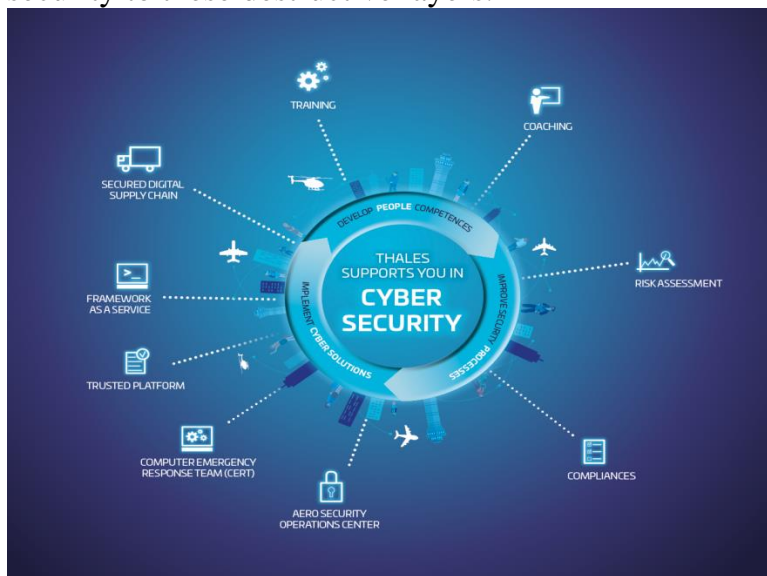 TRAINING
COACHING
SECURED DIGITAL
SUPPLY CHAIN
DEVELOP PEOPLE COMPETENCES
THALES
SUPPORTS YOU IN
CYBER
SECURITY
IMPROVE SECURITY PROCESSES
IMPLEMENT CYBER SOLUTIONS
RISK ASSESSMENT
FRAMEWORK
AS A SERVICE
TRUSTED PLATFORM
COMPUTER EMERGENCY
RESPONSE TEAM (CERT)
COMPLIANCES
AERO SECURITY
OPERATIONS CENTER